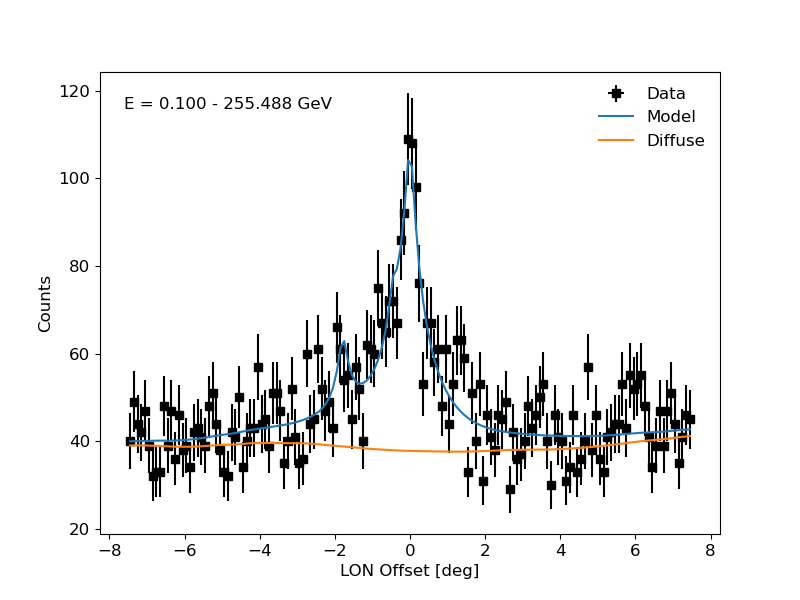 E = 0.100 - 255.488 GeV
Data
Model
Diffuse
120
100
80
60
40
20
Counts
−8 −6 −4 −2 0 2 4 6 8
LON Offset [deg]